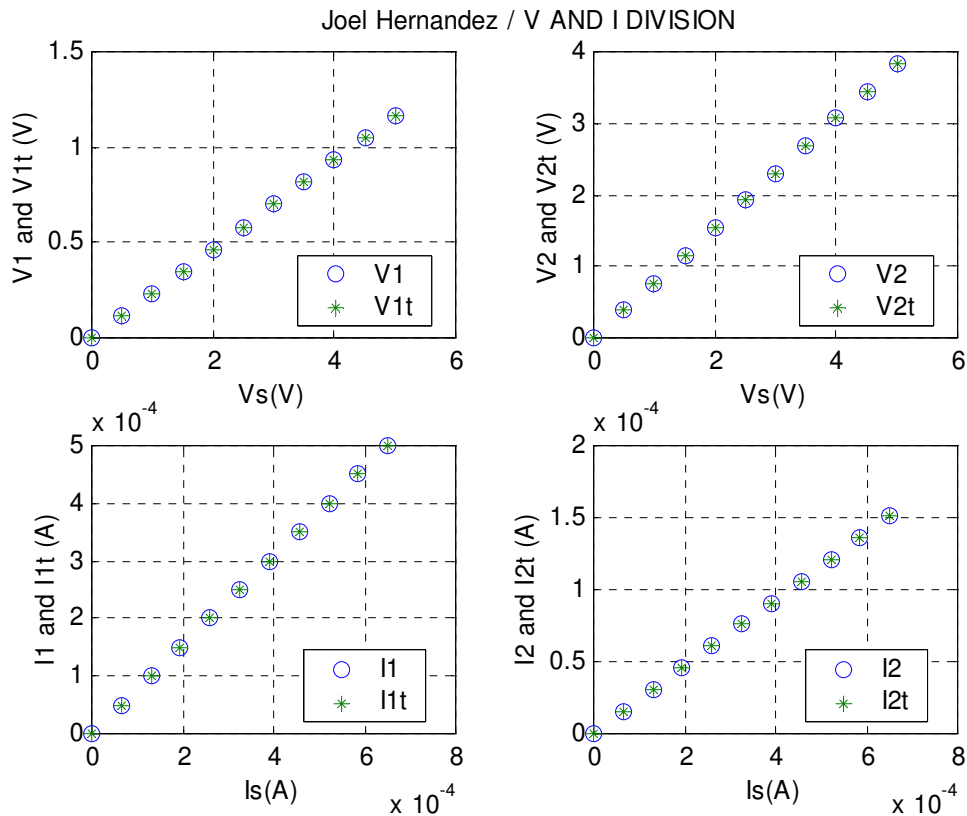 Joel Hernandez / V AND I DIVISION
1.5
1
0.5
0
V1 and V1t (V)
V1
V1t
0 2 4 6
Vs(V)
4
3
2
1
0
V2 and V2t (V)
V2
V2t
0 2 4 6
Vs(V)
x 10^-4
5
4
3
2
1
0
I1 and I1t (A)
I1
I1t
0 2 4 6 8
Is(A)
x 10^-4
x 10^-4
2
1.5
1
0.5
0
I2 and I2t (A)
I2
I2t
0 2 4 6 8
Is(A)
x 10^-4